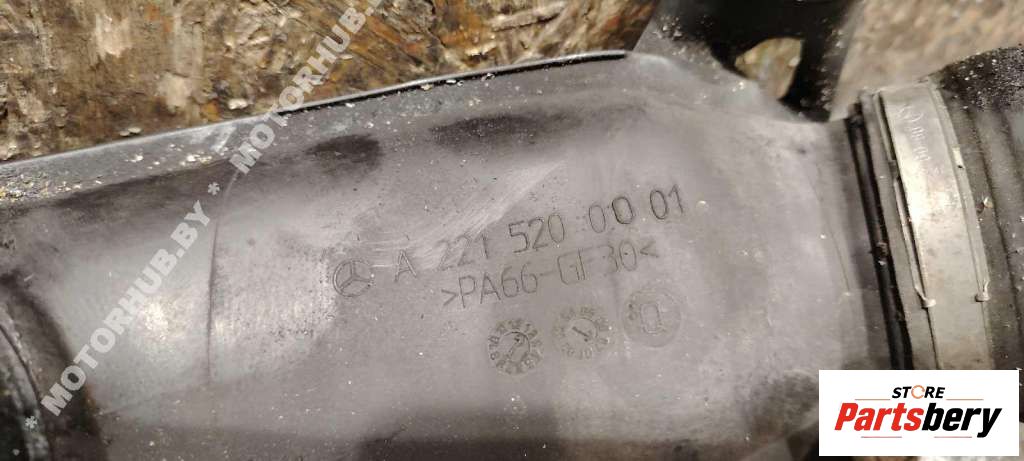 * MOTORHUB.BY * MOTORHUB.BY
A 221 520 00 01
>PA66-GF30<
STORE
Partsbery